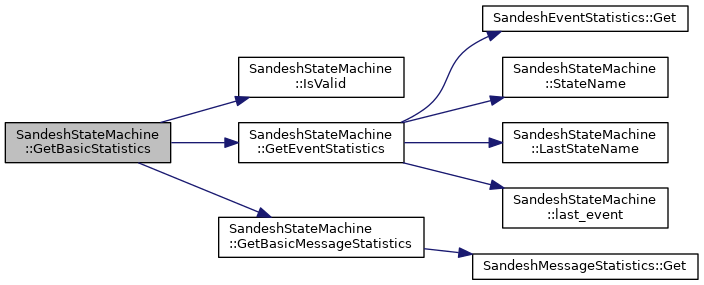 SandeshStateMachine
::GetBasicStatistics
SandeshStateMachine
::IsValid
SandeshStateMachine
::GetEventStatistics
SandeshStateMachine
::GetBasicMessageStatistics
SandeshEventStatistics::Get
SandeshStateMachine
::StateName
SandeshStateMachine
::LastStateName
SandeshStateMachine
::last_event
SandeshMessageStatistics::Get